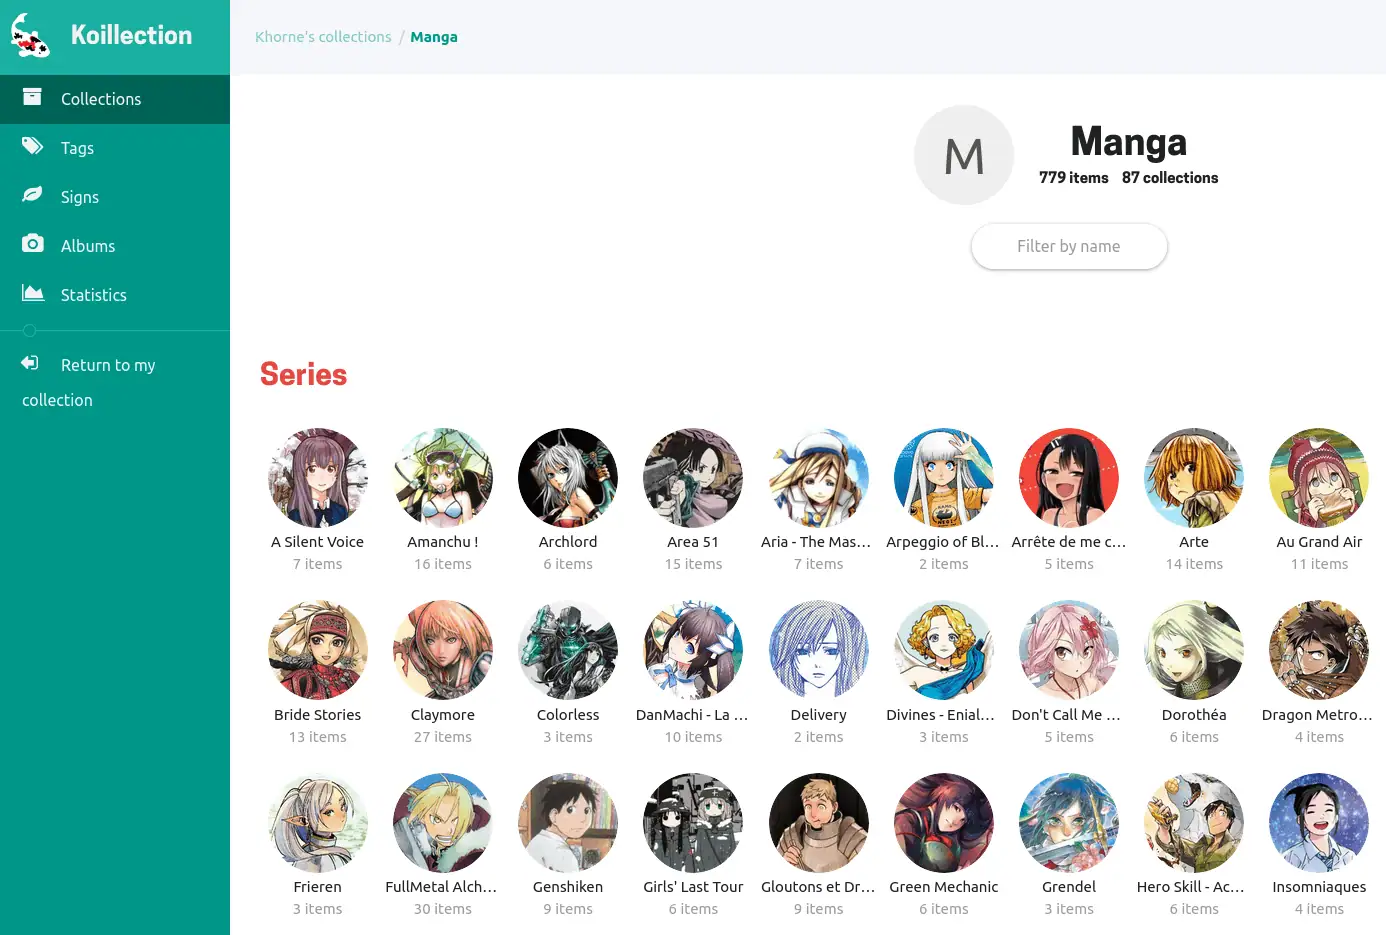 Koillection
Khorne's collections / Manga
Collections
Tags
Signs
Albums
Statistics
Return to my
collection
M
Manga
779 items 87 collections
Filter by name
Series
A Silent Voice
7 items
Amanchu !
16 items
Archlord
6 items
Area 51
15 items
Aria - The Mas...
7 items
Arpeggio of Bl...
2 items
Arrête de me c...
5 items
Arte
14 items
Au Grand Air
11 items
Bride Stories
13 items
Claymore
27 items
Colorless
3 items
DanMachi - La ...
10 items
Delivery
2 items
Divines - Enial...
3 items
Don't Call Me ...
5 items
Dorothéa
6 items
Dragon Metro...
4 items
Frieren
3 items
FullMetal Alch...
30 items
Genshiken
9 items
Girls' Last Tour
6 items
Gloutons et Dr...
9 items
Green Mechanic
6 items
Grendel
3 items
Hero Skill - Ac...
6 items
Insomniaques
4 items